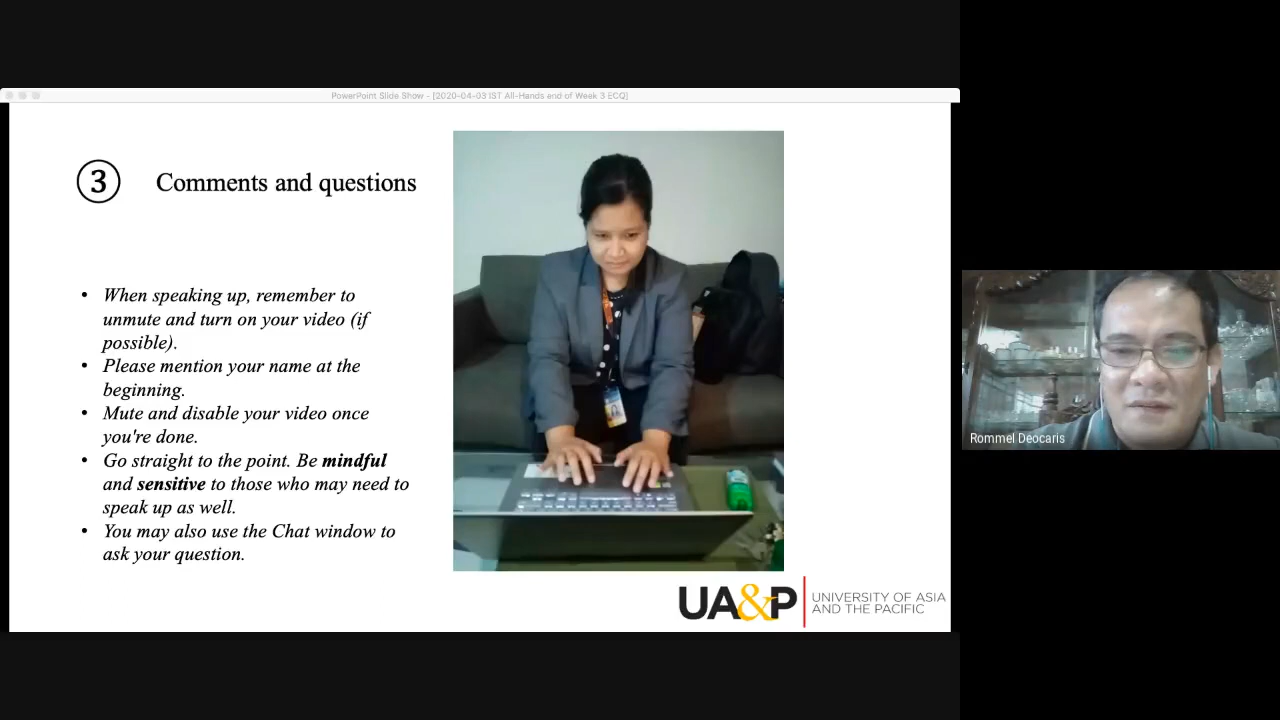 PowerPoint Slide Show - [2020-04-03 IST All-Hands and of Week 3 ECQ]
3 Comments and questions
• When speaking up, remember to
unmute and turn on your video (if
possible).
• Please mention your name at the
beginning.
• Mute and disable your video once
you're done.
• Go straight to the point. Be mindful
and sensitive to those who may need to
speak up as well.
• You may also use the Chat window to
ask your question.
UA&P
UNIVERSITY OF ASIA
AND THE PACIFIC
Rommel Deocaris